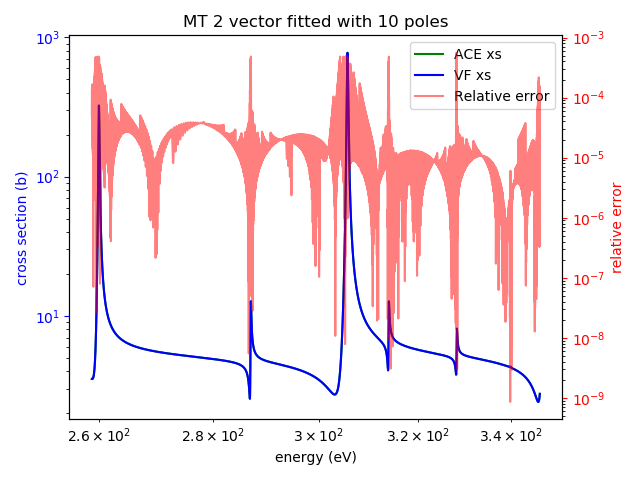 MT 2 vector fitted with 10 poles
ACE xs
VF xs
Relative error
cross section (b)
10³
10²
10¹
relative error
10⁻³
10⁻⁴
10⁻⁵
10⁻⁶
10⁻⁷
10⁻⁸
10⁻⁹
2.6 × 10²
2.8 × 10²
3 × 10²
3.2 × 10²
3.4 × 10²
energy (eV)